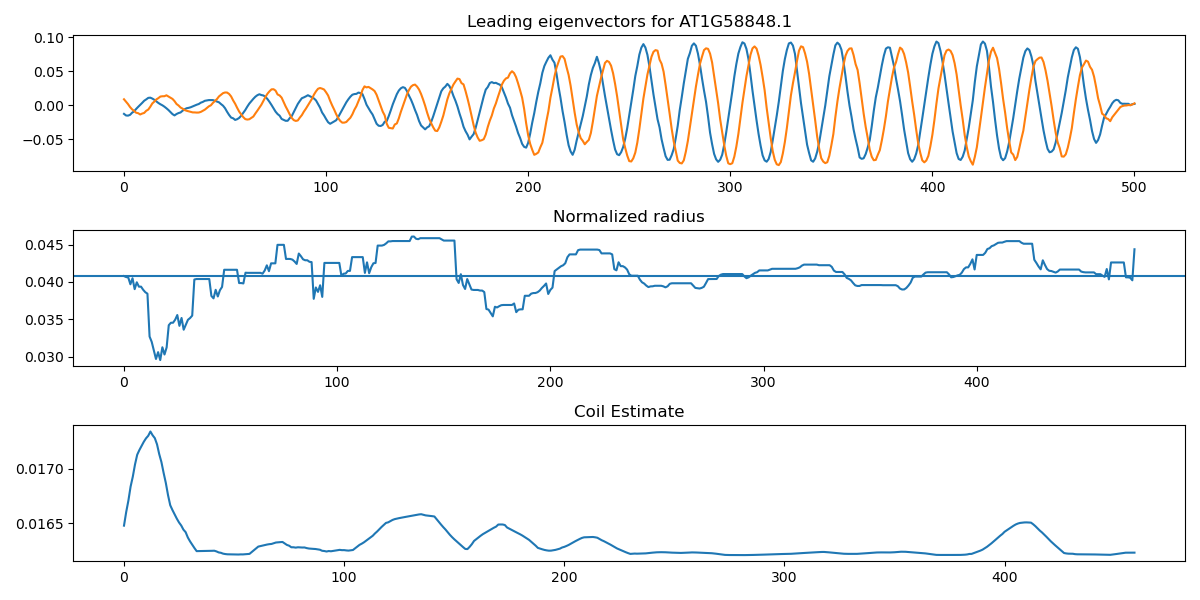 Leading eigenvectors for AT1G58848.1
0.10
0.05
0.00
−0.05
0 100 200 300 400 500
Normalized radius
0.045
0.040
0.035
0.030
0 100 200 300 400
Coil Estimate
0.0170
0.0165
0 100 200 300 400